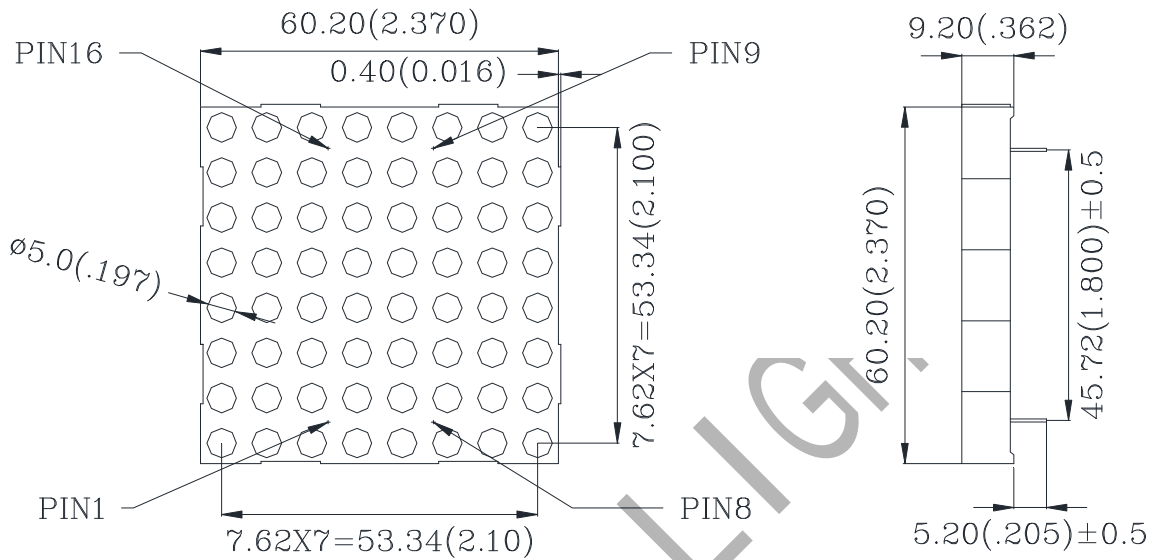 60.20(2.370)
9.20(.362)
PIN16
PIN9
0.40(0.016)
7.62X7=53.34(2.100)
60.20(2.370)
45.72(1.800)±0.5
ø5.0(.197)
LIGH
PIN1
PIN8
7.62X7=53.34(2.10)
5.20(.205)±0.5